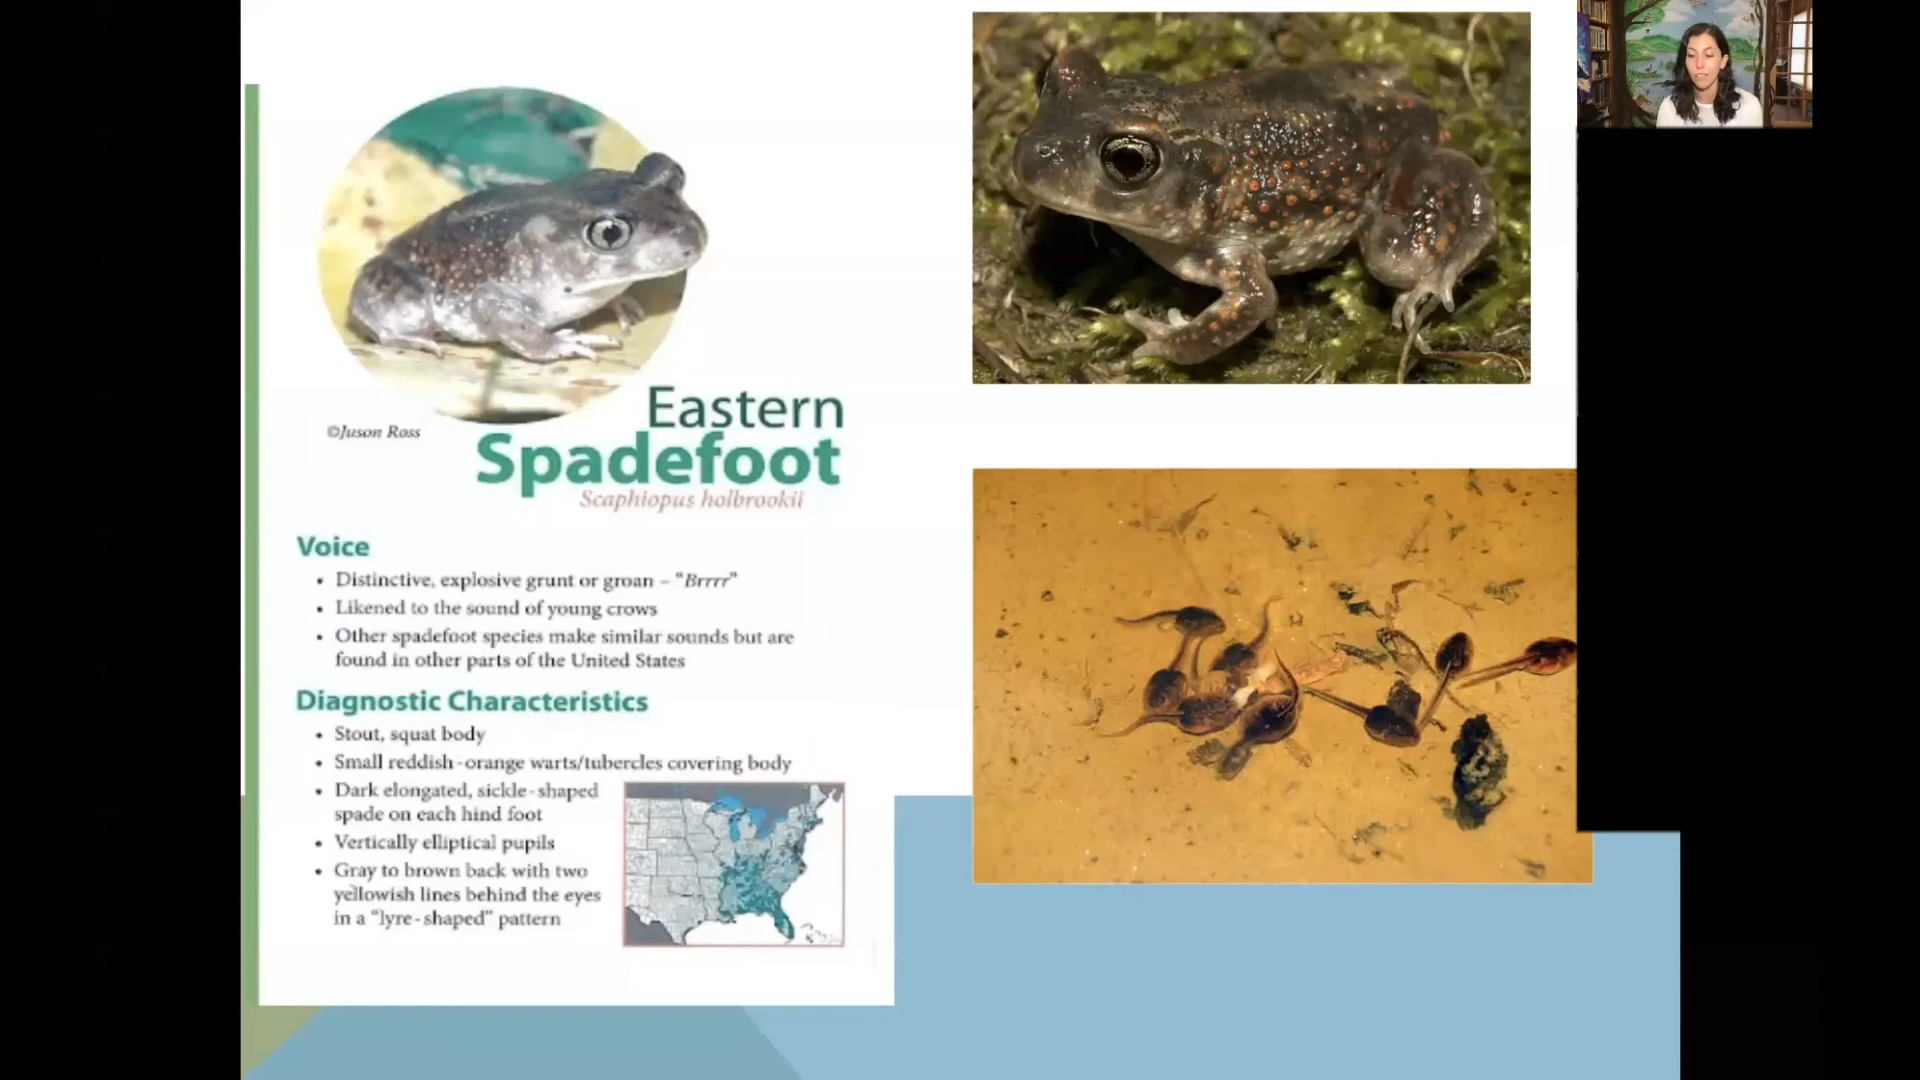 ©Juson Ross
Eastern
Spadefoot
Scaphiopus holbrookii
Voice
• Distinctive, explosive grunt or groan – "Brrrr"
• Likened to the sound of young crows
• Other spadefoot species make similar sounds but are
found in other parts of the United States
Diagnostic Characteristics
• Stout, squat body
• Small reddish-orange warts/tubercles covering body
• Dark elongated, sickle-shaped
spade on each hind foot
• Vertically elliptical pupils
• Gray to brown back with two
yellowish lines behind the eyes
in a "lyre-shaped" pattern